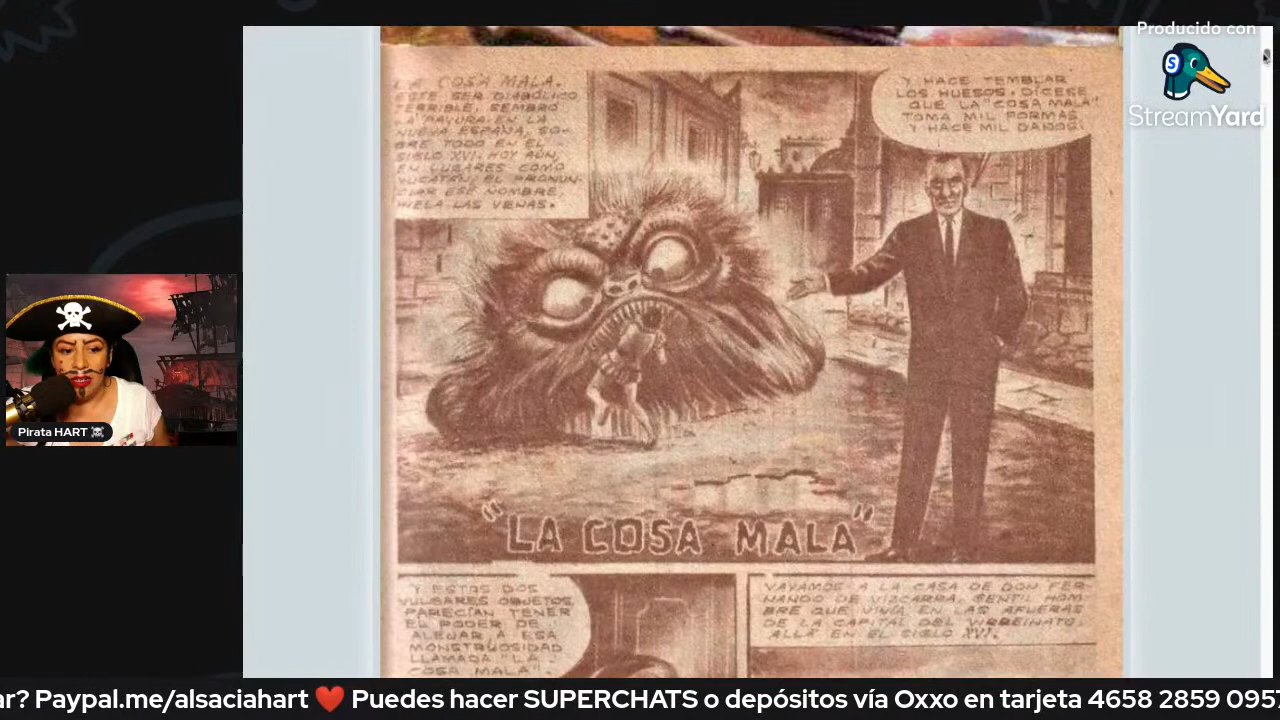 Producido con
StreamYard
LA COSA MALA.
ESTE SER DIABÓLICO
TERRIBLE, SEMBRO
LA PAVURA EN LA
NUEVA ESPAÑA, SO-
BRE TODO EN EL
SIGLO XVI. HOY AÚN,
EN LUGARES COMO
YUCATÁN, EL PRONUN-
CIAR ESE NOMBRE
HIELA LAS VENAS.
Y HACE TEMBLAR
LOS HUESOS. DÍCESE
QUE LA "COSA MALA"
TOMA MIL FORMAS
Y HACE MIL DAÑOS.
"LA COSA MALA"
Y ESTOS DOS
VULGARES OBJETOS,
PARECÍAN TENER
EL PODER DE
ALEJAR A ESA
MONSTRUOSIDAD
LLAMADA "LA
COSA MALA".
VAYAMOS A LA CASA DE DON FER-
NANDO DE VIZCARRA, GENTIL HOM-
BRE QUE VIVÍA EN LAS AFUERAS
DE LA CAPITAL DEL VIRREINATO,
ALLÁ EN EL SIGLO XVI.
Pirata HART ☠️
ar? Paypal.me/alsaciahart ❤️ Puedes hacer SUPERCHATS o depósitos vía Oxxo en tarjeta 4658 2859 095